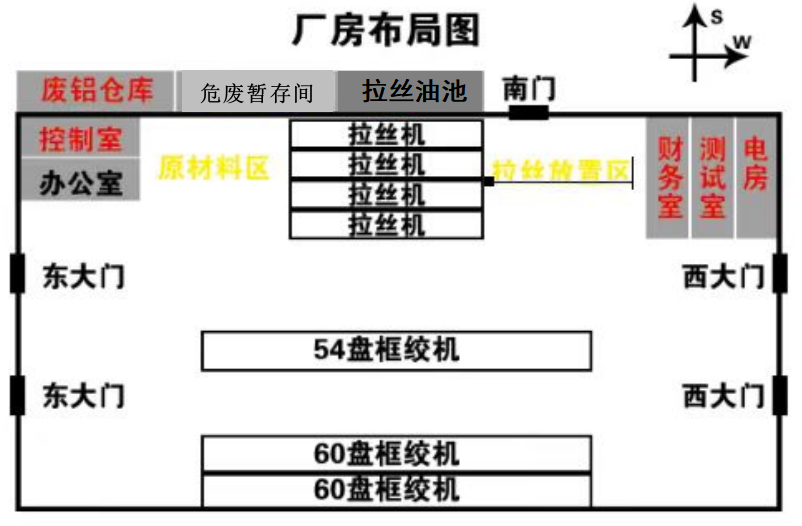 厂房布局图
S
W
废铝仓库
危废暂存间
拉丝油池
南门
控制室
办公室
原材料区
拉丝机
拉丝机
拉丝机
拉丝机
拉丝放置区
财务室
测试室
电房
东大门
西大门
54盘框绞机
东大门
西大门
60盘框绞机
60盘框绞机